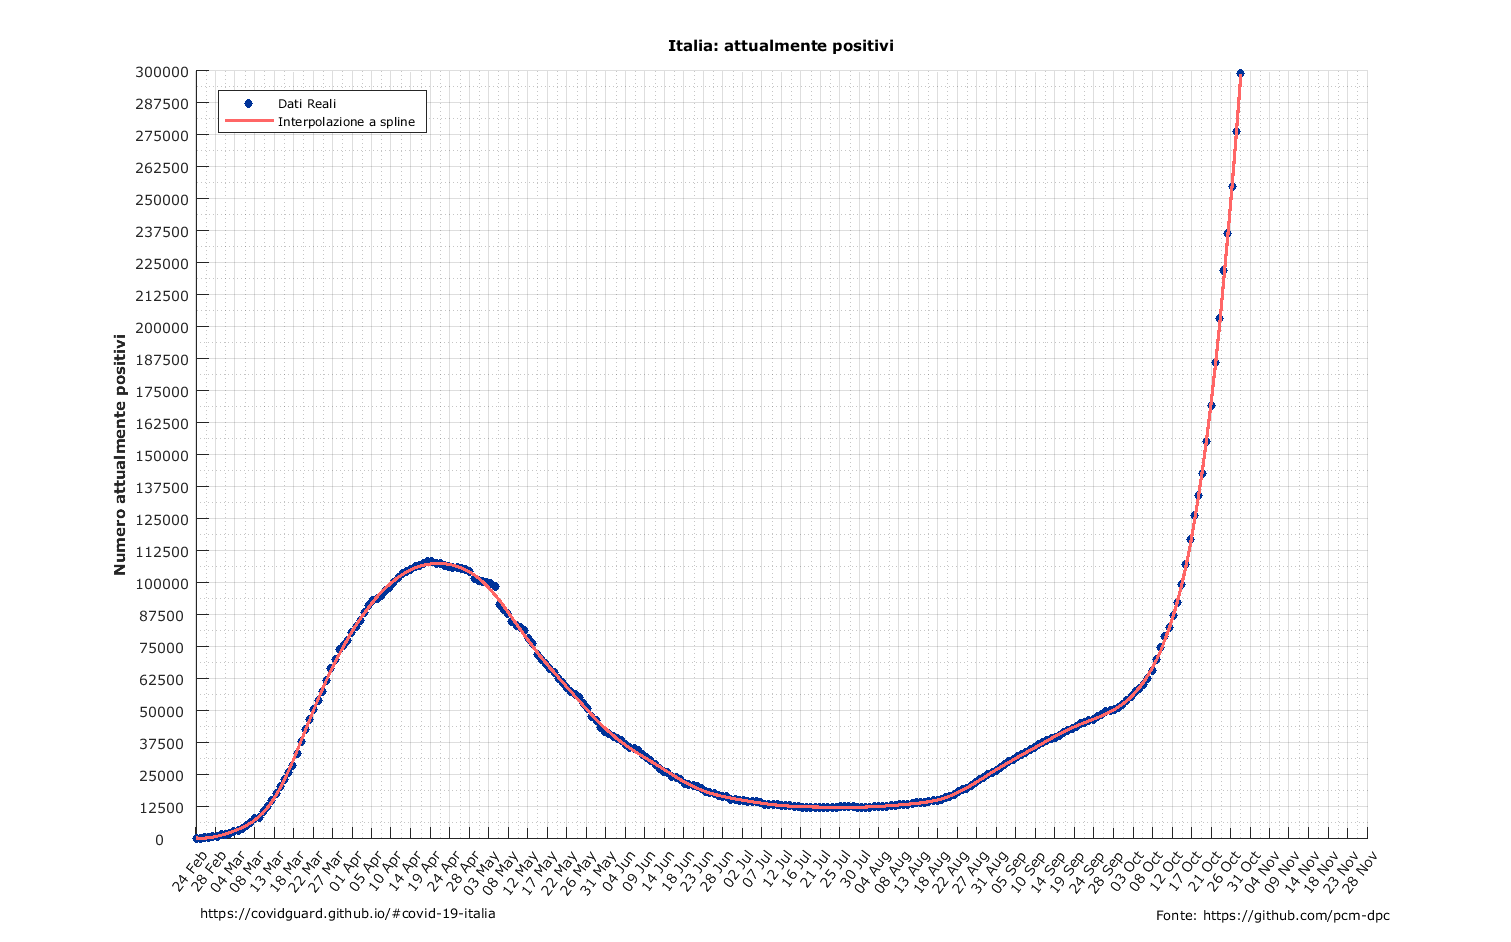 Italia: attualmente positivi
Dati Reali
Interpolazione a spline
Numero attualmente positivi
300000
287500
275000
262500
250000
237500
225000
212500
200000
187500
175000
162500
150000
137500
125000
112500
100000
87500
75000
62500
50000
37500
25000
12500
0
24 Feb
28 Feb
04 Mar
08 Mar
13 Mar
18 Mar
22 Mar
27 Mar
01 Apr
05 Apr
10 Apr
14 Apr
19 Apr
24 Apr
28 Apr
03 May
08 May
12 May
17 May
22 May
26 May
31 May
04 Jun
09 Jun
14 Jun
18 Jun
23 Jun
28 Jun
02 Jul
07 Jul
12 Jul
16 Jul
21 Jul
25 Jul
30 Jul
04 Aug
08 Aug
13 Aug
18 Aug
22 Aug
27 Aug
31 Aug
05 Sep
10 Sep
14 Sep
19 Sep
24 Sep
28 Sep
03 Oct
08 Oct
12 Oct
17 Oct
21 Oct
26 Oct
31 Oct
04 Nov
09 Nov
14 Nov
18 Nov
23 Nov
28 Nov
https://covidguard.github.io/#covid-19-italia
Fonte: https://github.com/pcm-dpc